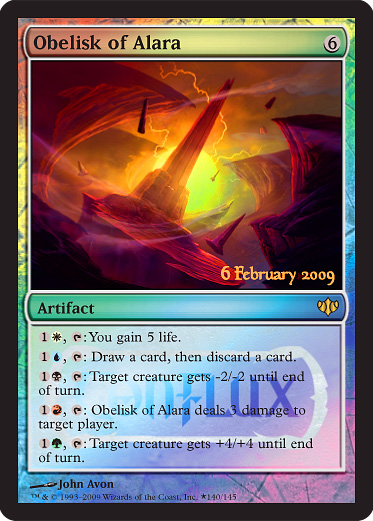 Obelisk of Alara 6
6 February 2009
Artifact
1, : You gain 5 life.
1, : Draw a card, then discard a card.
1, : Target creature gets -2/-2 until end
of turn.
1, : Obelisk of Alara deals 3 damage to
target player.
1, : Target creature gets +4/+4 until end
of turn.
John Avon
™ & © 1993–2009 Wizards of the Coast, Inc. ★140/145